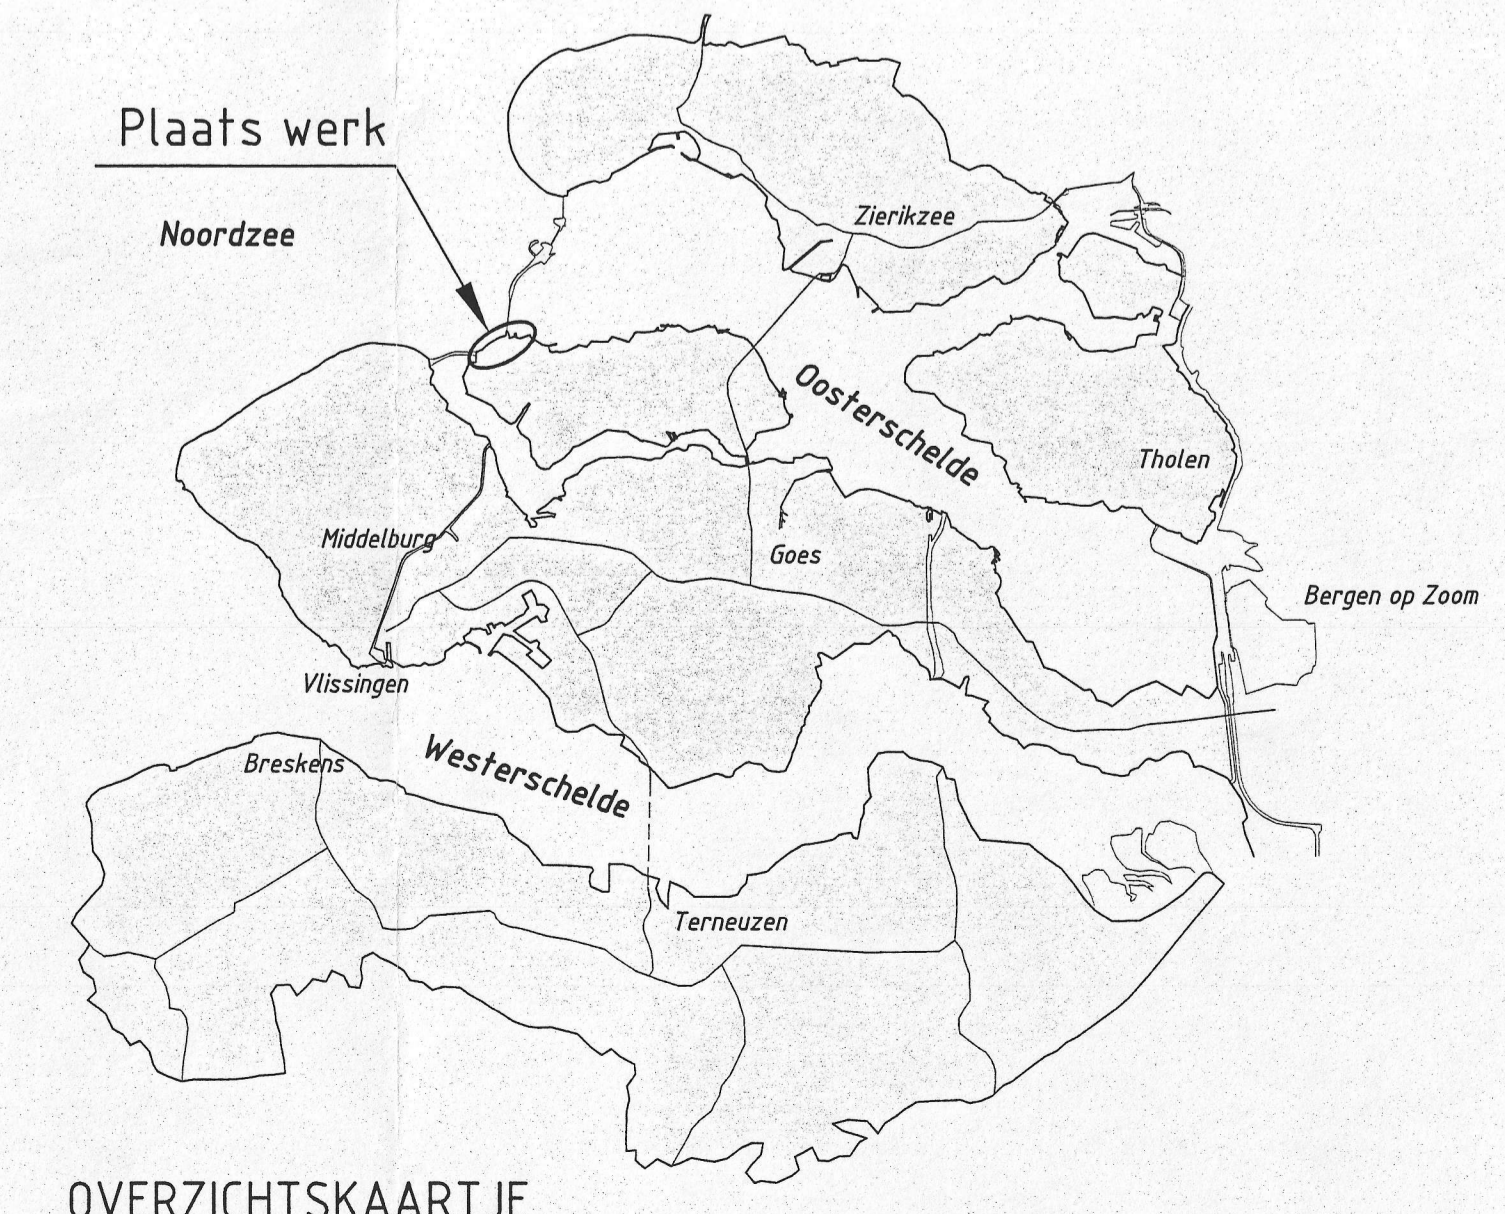 Plaats werk
Noordzee
Zierikzee
Oosterschelde
Tholen
Middelburg
Goes
Bergen op Zoom
Vlissingen
Westerschelde
Breskens
Terneuzen
OVERZICHTSKAARTJE